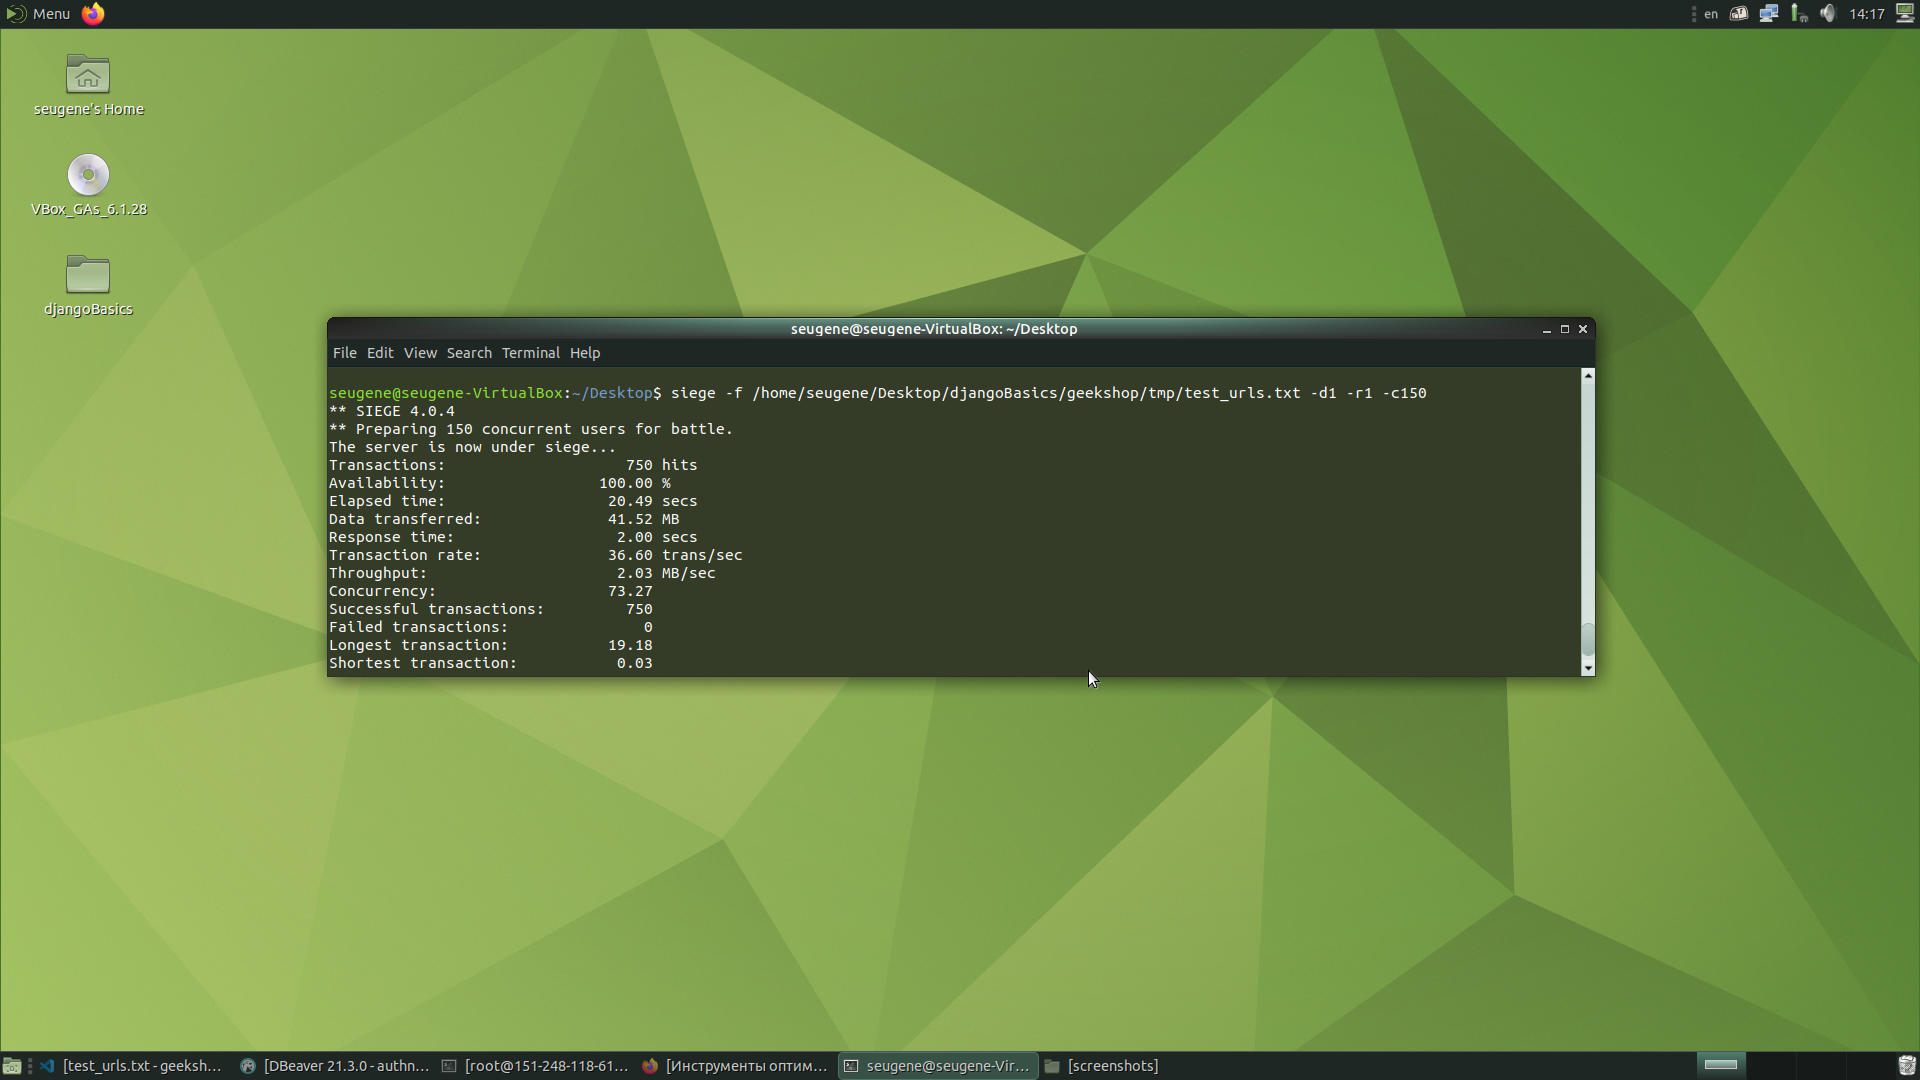 Menu
en
14:17
seugene's Home
VBox_GAs_6.1.28
djangoBasics
seugene@seugene-VirtualBox: ~/Desktop
File Edit View Search Terminal Help
seugene@seugene-VirtualBox:~/Desktop$ siege -f /home/seugene/Desktop/djangoBasics/geekshop/tmp/test_urls.txt -d1 -r1 -c150
** SIEGE 4.0.4
** Preparing 150 concurrent users for battle.
The server is now under siege...
Transactions: 750 hits
Availability: 100.00 %
Elapsed time: 20.49 secs
Data transferred: 41.52 MB
Response time: 2.00 secs
Transaction rate: 36.60 trans/sec
Throughput: 2.03 MB/sec
Concurrency: 73.27
Successful transactions: 750
Failed transactions: 0
Longest transaction: 19.18
Shortest transaction: 0.03
[test_urls.txt - geeksh... [DBeaver 21.3.0 - authn... [root@151-248-118-61... [Инструменты оптим... seugene@seugene-Vir... [screenshots]